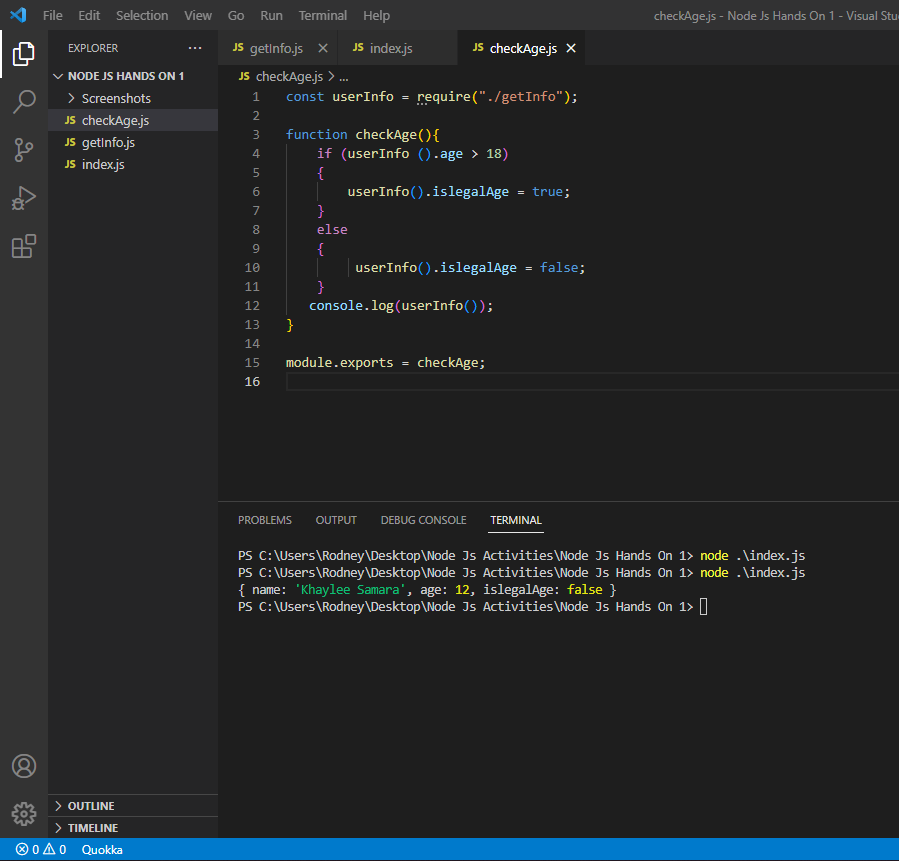 File Edit Selection View Go Run Terminal Help checkAge.js - Node Js Hands On 1 - Visual Stu
EXPLORER ...
NODE JS HANDS ON 1
Screenshots
JS checkAge.js
JS getInfo.js
JS index.js
JS getInfo.js JS index.js JS checkAge.js
JS checkAge.js > ...
1 const userInfo = require("./getInfo");
2
3 function checkAge(){
4 if (userInfo ().age > 18)
5 {
6 userInfo().islegalAge = true;
7 }
8 else
9 {
10 userInfo().islegalAge = false;
11 }
12 console.log(userInfo());
13 }
14
15 module.exports = checkAge;
16
PROBLEMS OUTPUT DEBUG CONSOLE TERMINAL
PS C:\Users\Rodney\Desktop\Node Js Activities\Node Js Hands On 1> node .\index.js
PS C:\Users\Rodney\Desktop\Node Js Activities\Node Js Hands On 1> node .\index.js
{ name: 'Khaylee Samara', age: 12, islegalAge: false }
PS C:\Users\Rodney\Desktop\Node Js Activities\Node Js Hands On 1>
OUTLINE
TIMELINE
0 0 Quokka